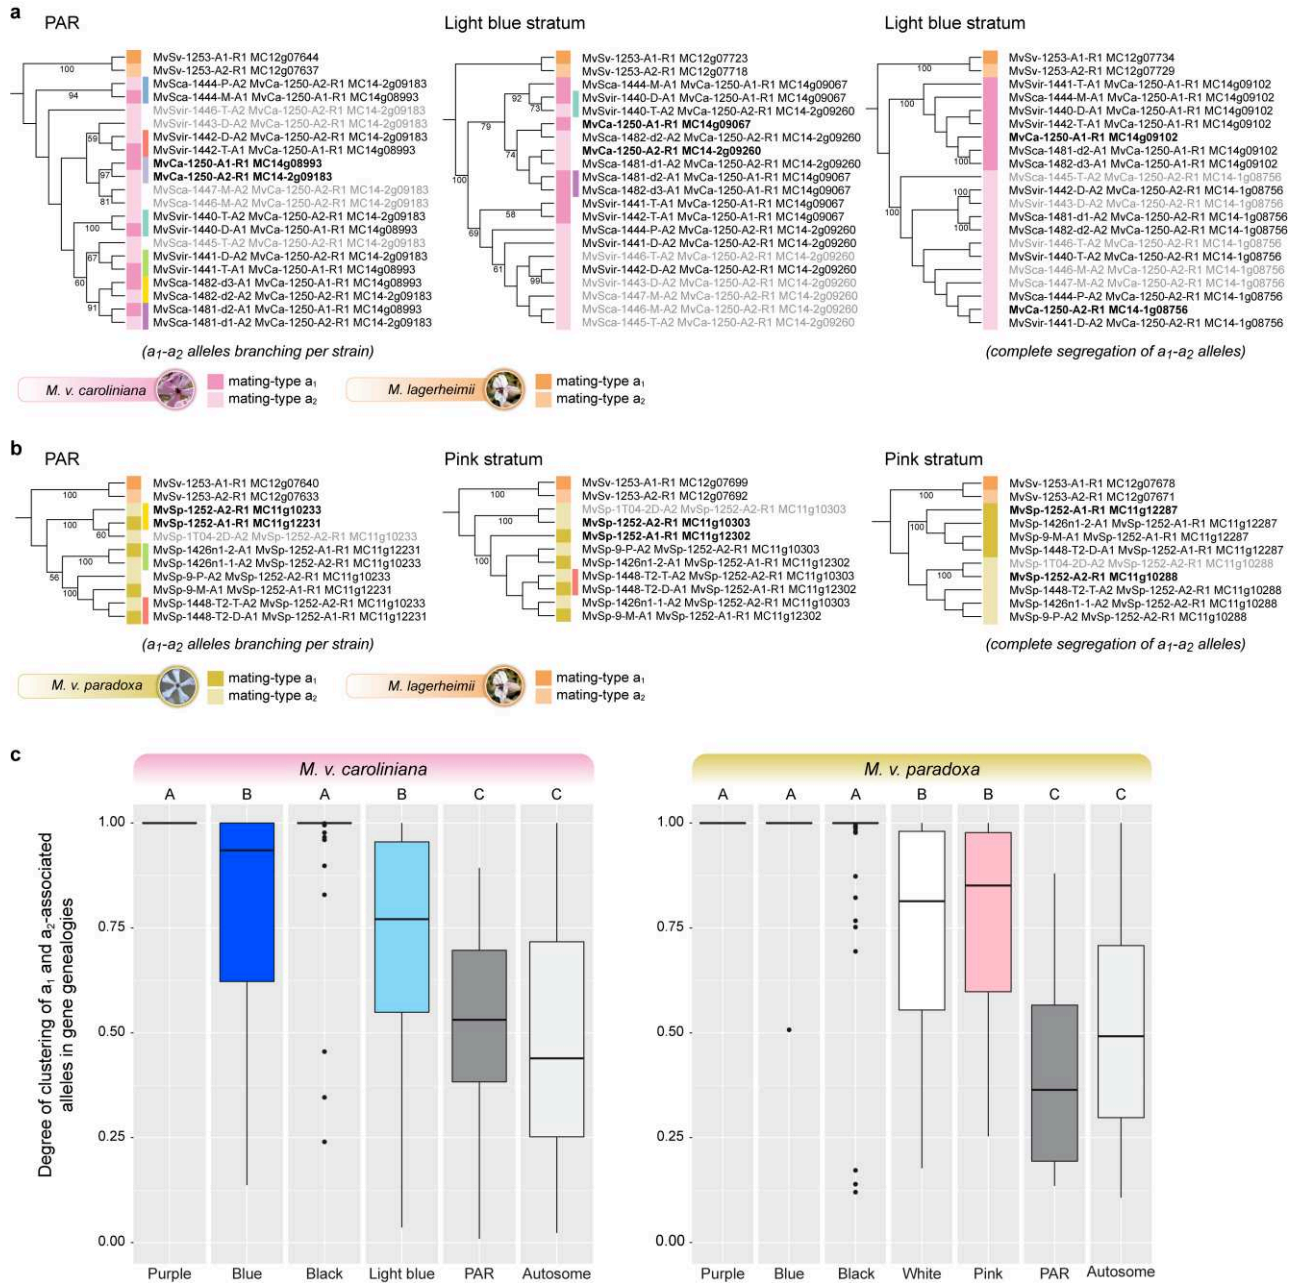 a
PAR
MvSv-1253-A1-R1 MC12g07644
MvSv-1253-A2-R1 MC12g07637
MvSca-1444-P-A2 MvCa-1250-A2-R1 MC14-2g09183
MvSca-1444-M-A1 MvCa-1250-A1-R1 MC14g08993
MvSvir-1446-T-A2 MvCa-1250-A2-R1 MC14-2g09183
MvSvir-1443-D-A2 MvCa-1250-A2-R1 MC14-2g09183
MvSvir-1442-D-A2 MvCa-1250-A2-R1 MC14-2g09183
MvSvir-1442-T-A1 MvCa-1250-A1-R1 MC14g08993
MvCa-1250-A1-R1 MC14g08993
MvCa-1250-A2-R1 MC14-2g09183
MvSca-1447-M-A2 MvCa-1250-A2-R1 MC14-2g09183
MvSca-1446-M-A2 MvCa-1250-A2-R1 MC14-2g09183
MvSvir-1440-T-A2 MvCa-1250-A2-R1 MC14-2g09183
MvSvir-1440-D-A1 MvCa-1250-A1-R1 MC14g08993
MvSca-1445-T-A2 MvCa-1250-A2-R1 MC14-2g09183
MvSvir-1441-D-A2 MvCa-1250-A2-R1 MC14-2g09183
MvSvir-1441-T-A1 MvCa-1250-A1-R1 MC14g08993
MvSca-1482-d3-A1 MvCa-1250-A1-R1 MC14g08993
MvSca-1482-d2-A2 MvCa-1250-A2-R1 MC14-2g09183
MvSca-1481-d2-A1 MvCa-1250-A1-R1 MC14g08993
MvSca-1481-d1-A2 MvCa-1250-A2-R1 MC14-2g09183
100
94
59
97
81
100
67
60
91
(a1-a2 alleles branching per strain)
Light blue stratum
MvSv-1253-A1-R1 MC12g07723
MvSv-1253-A2-R1 MC12g07718
MvSca-1444-M-A1 MvCa-1250-A1-R1 MC14g09067
MvSvir-1440-D-A1 MvCa-1250-A1-R1 MC14g09067
MvSvir-1440-T-A2 MvCa-1250-A2-R1 MC14-2g09260
MvCa-1250-A1-R1 MC14g09067
MvSca-1482-d2-A2 MvCa-1250-A2-R1 MC14-2g09260
MvCa-1250-A2-R1 MC14-2g09260
MvSca-1481-d1-A2 MvCa-1250-A2-R1 MC14-2g09260
MvSca-1481-d2-A1 MvCa-1250-A1-R1 MC14g09067
MvSca-1482-d3-A1 MvCa-1250-A1-R1 MC14g09067
MvSvir-1441-T-A1 MvCa-1250-A1-R1 MC14g09067
MvSvir-1442-T-A1 MvCa-1250-A1-R1 MC14g09067
MvSca-1444-P-A2 MvCa-1250-A2-R1 MC14-2g09260
MvSvir-1441-D-A2 MvCa-1250-A2-R1 MC14-2g09260
MvSvir-1446-T-A2 MvCa-1250-A2-R1 MC14-2g09260
MvSvir-1442-D-A2 MvCa-1250-A2-R1 MC14-2g09260
MvSvir-1443-D-A2 MvCa-1250-A2-R1 MC14-2g09260
MvSca-1447-M-A2 MvCa-1250-A2-R1 MC14-2g09260
MvSca-1446-M-A2 MvCa-1250-A2-R1 MC14-2g09260
MvSca-1445-T-A2 MvCa-1250-A2-R1 MC14-2g09260
92
73
79
74
100
58
69
61
99
Light blue stratum
MvSv-1253-A1-R1 MC12g07734
MvSv-1253-A2-R1 MC12g07729
MvSvir-1441-T-A1 MvCa-1250-A1-R1 MC14g09102
MvSca-1444-M-A1 MvCa-1250-A1-R1 MC14g09102
MvSvir-1440-D-A1 MvCa-1250-A1-R1 MC14g09102
MvSvir-1442-T-A1 MvCa-1250-A1-R1 MC14g09102
MvCa-1250-A1-R1 MC14g09102
MvSca-1481-d2-A1 MvCa-1250-A1-R1 MC14g09102
MvSca-1482-d3-A1 MvCa-1250-A1-R1 MC14g09102
MvSca-1445-T-A2 MvCa-1250-A2-R1 MC14-1g08756
MvSvir-1442-D-A2 MvCa-1250-A2-R1 MC14-1g08756
MvSvir-1443-D-A2 MvCa-1250-A2-R1 MC14-1g08756
MvSca-1481-d1-A2 MvCa-1250-A2-R1 MC14-1g08756
MvSca-1482-d2-A2 MvCa-1250-A2-R1 MC14-1g08756
MvSvir-1446-T-A2 MvCa-1250-A2-R1 MC14-1g08756
MvSvir-1440-T-A2 MvCa-1250-A2-R1 MC14-1g08756
MvSca-1446-M-A2 MvCa-1250-A2-R1 MC14-1g08756
MvSca-1447-M-A2 MvCa-1250-A2-R1 MC14-1g08756
MvSca-1444-P-A2 MvCa-1250-A2-R1 MC14-1g08756
MvCa-1250-A2-R1 MC14-1g08756
MvSvir-1441-D-A2 MvCa-1250-A2-R1 MC14-1g08756
100
100
100
100
100
100
(complete segregation of a1-a2 alleles)
M. v. caroliniana
mating-type a1
mating-type a2
M. lagerheimii
mating-type a1
mating-type a2
b
PAR
MvSv-1253-A1-R1 MC12g07640
MvSv-1253-A2-R1 MC12g07633
MvSp-1252-A2-R1 MC11g10233
MvSp-1252-A1-R1 MC11g12231
MvSp-1T04-2D-A2 MvSp-1252-A2-R1 MC11g10233
MvSp-1426n1-2-A1 MvSp-1252-A1-R1 MC11g12231
MvSp-1426n1-1-A2 MvSp-1252-A2-R1 MC11g10233
MvSp-9-P-A2 MvSp-1252-A2-R1 MC11g10233
MvSp-9-M-A1 MvSp-1252-A1-R1 MC11g12231
MvSp-1448-T2-T-A2 MvSp-1252-A2-R1 MC11g10233
MvSp-1448-T2-D-A1 MvSp-1252-A1-R1 MC11g12231
100
100
60
100
56
100
(a1-a2 alleles branching per strain)
Pink stratum
MvSv-1253-A1-R1 MC12g07699
MvSv-1253-A2-R1 MC12g07692
MvSp-1T04-2D-A2 MvSp-1252-A2-R1 MC11g10303
MvSp-1252-A2-R1 MC11g10303
MvSp-1252-A1-R1 MC11g12302
MvSp-9-P-A2 MvSp-1252-A2-R1 MC11g10303
MvSp-1426n1-2-A1 MvSp-1252-A1-R1 MC11g12302
MvSp-1448-T2-T-A2 MvSp-1252-A2-R1 MC11g10303
MvSp-1448-T2-D-A1 MvSp-1252-A1-R1 MC11g12302
MvSp-1426n1-1-A2 MvSp-1252-A2-R1 MC11g10303
MvSp-9-M-A1 MvSp-1252-A1-R1 MC11g12302
100
100
100
Pink stratum
MvSv-1253-A1-R1 MC12g07678
MvSv-1253-A2-R1 MC12g07671
MvSp-1252-A1-R1 MC11g12287
MvSp-1426n1-2-A1 MvSp-1252-A1-R1 MC11g12287
MvSp-9-M-A1 MvSp-1252-A1-R1 MC11g12287
MvSp-1448-T2-D-A1 MvSp-1252-A1-R1 MC11g12287
MvSp-1T04-2D-A2 MvSp-1252-A2-R1 MC11g10288
MvSp-1252-A2-R1 MC11g10288
MvSp-1448-T2-T-A2 MvSp-1252-A2-R1 MC11g10288
MvSp-1426n1-1-A2 MvSp-1252-A2-R1 MC11g10288
MvSp-9-P-A2 MvSp-1252-A2-R1 MC11g10288
100
100
100
100
(complete segregation of a1-a2 alleles)
M. v. paradoxa
mating-type a1
mating-type a2
M. lagerheimii
mating-type a1
mating-type a2
c
M. v. caroliniana
M. v. paradoxa
A B A B C C
A A A B B C C
Degree of clustering of a1 and a2-associated
alleles in gene genealogies
1.00
0.75
0.50
0.25
0.00
1.00
0.75
0.50
0.25
0.00
Purple Blue Black Light blue PAR Autosome
Purple Blue Black White Pink PAR Autosome